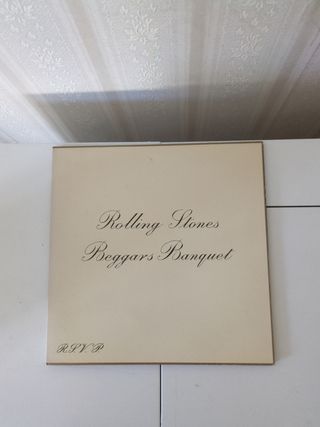 Rolling Stones
Beggars Banquet
R.S.V.P.